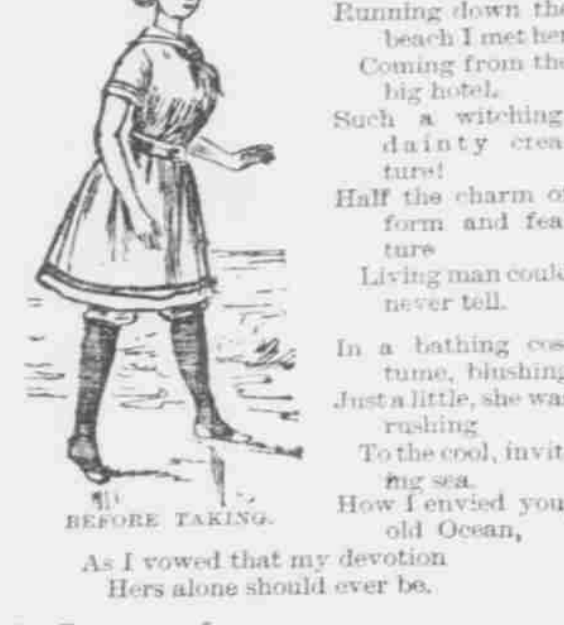 Running down the
beach I met her
Coming from the
big hotel.
Such a witching
dainty crea
ture!
Half the charm of
form and fea
ture
Living man could
never tell.
In a bathing cos
tume, blushing
Just a little, she was
rushing
To the cool, invit
ing sea.
How I envied you
old Ocean,
BEFORE TAKING.
As I vowed that my devotion
Hers alone should ever be.